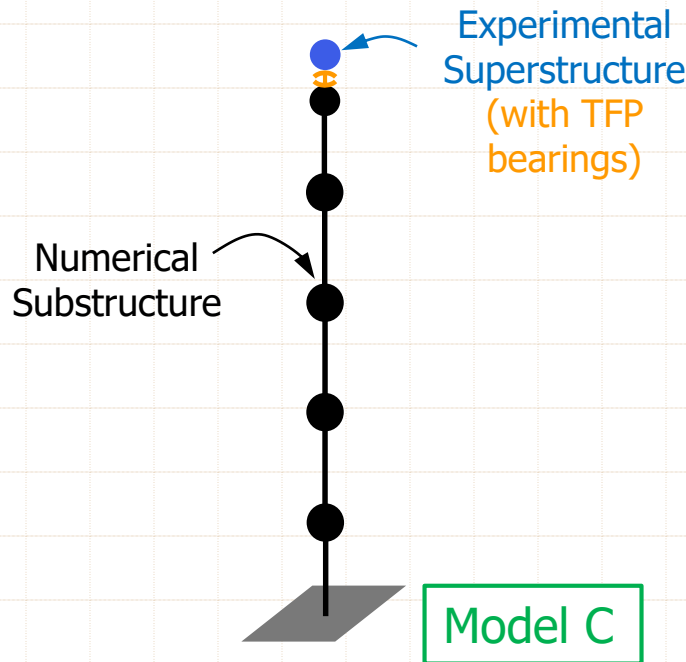 Experimental
Superstructure
(with TFP
bearings)
Numerical
Substructure
Model C